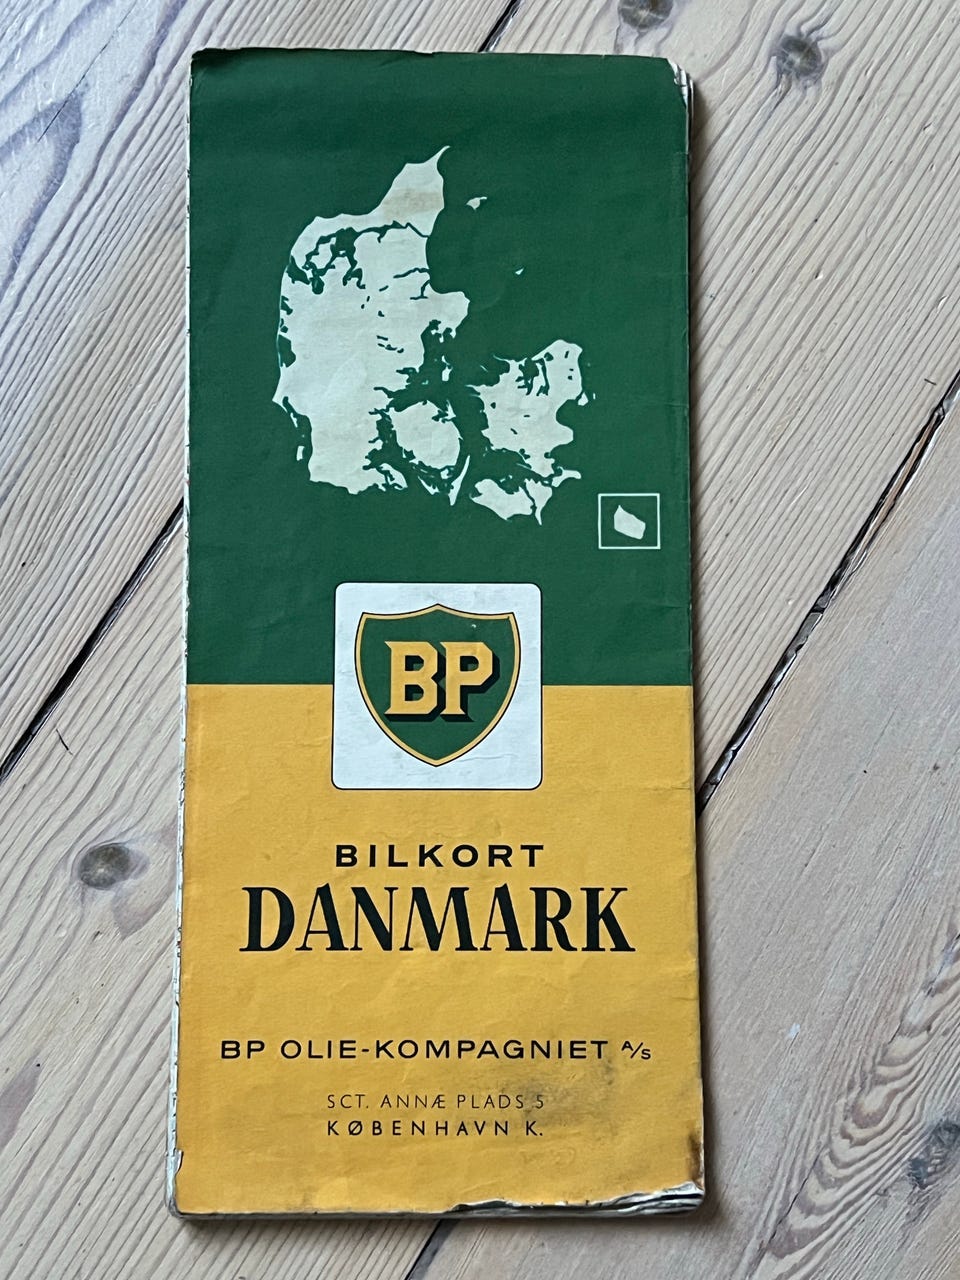 BP
BILKORT
DANMARK
BP OLIE-KOMPAGNIET A/S
SCT. ANNÆ PLADS 5
KØBENHAVN K.